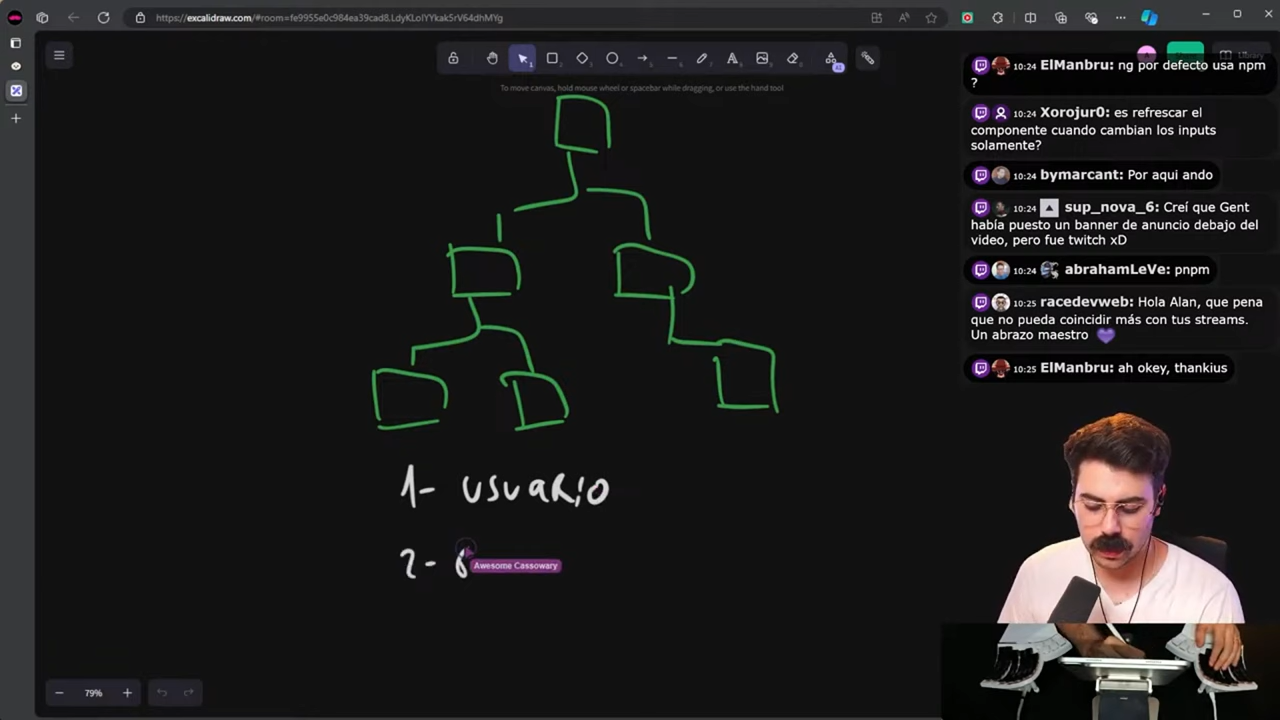 https://excalidraw.com/#room=fe9955e0c984ea39cad8,LdyKLolYYkak5rV64dhMYg
To move canvas, hold mouse wheel or spacebar while dragging, or use the hand tool
AI
Library
10:24 ElManbru: ng por defecto usa npm
?
10:24 Xorojur0: es refrescar el
componente cuando cambian los inputs
solamente?
10:24 bymarcant: Por aqui ando
10:24 sup_nova_6: Creí que Gent
había puesto un banner de anuncio debajo del
video, pero fue twitch xD
10:24 abrahamLeVe: pnpm
10:25 racedevweb: Hola Alan, que pena
que no pueda coincidir más con tus streams.
Un abrazo maestro
10:25 ElManbru: ah okey, thankius
1- USUARIO
2-
Awesome Cassowary
79%